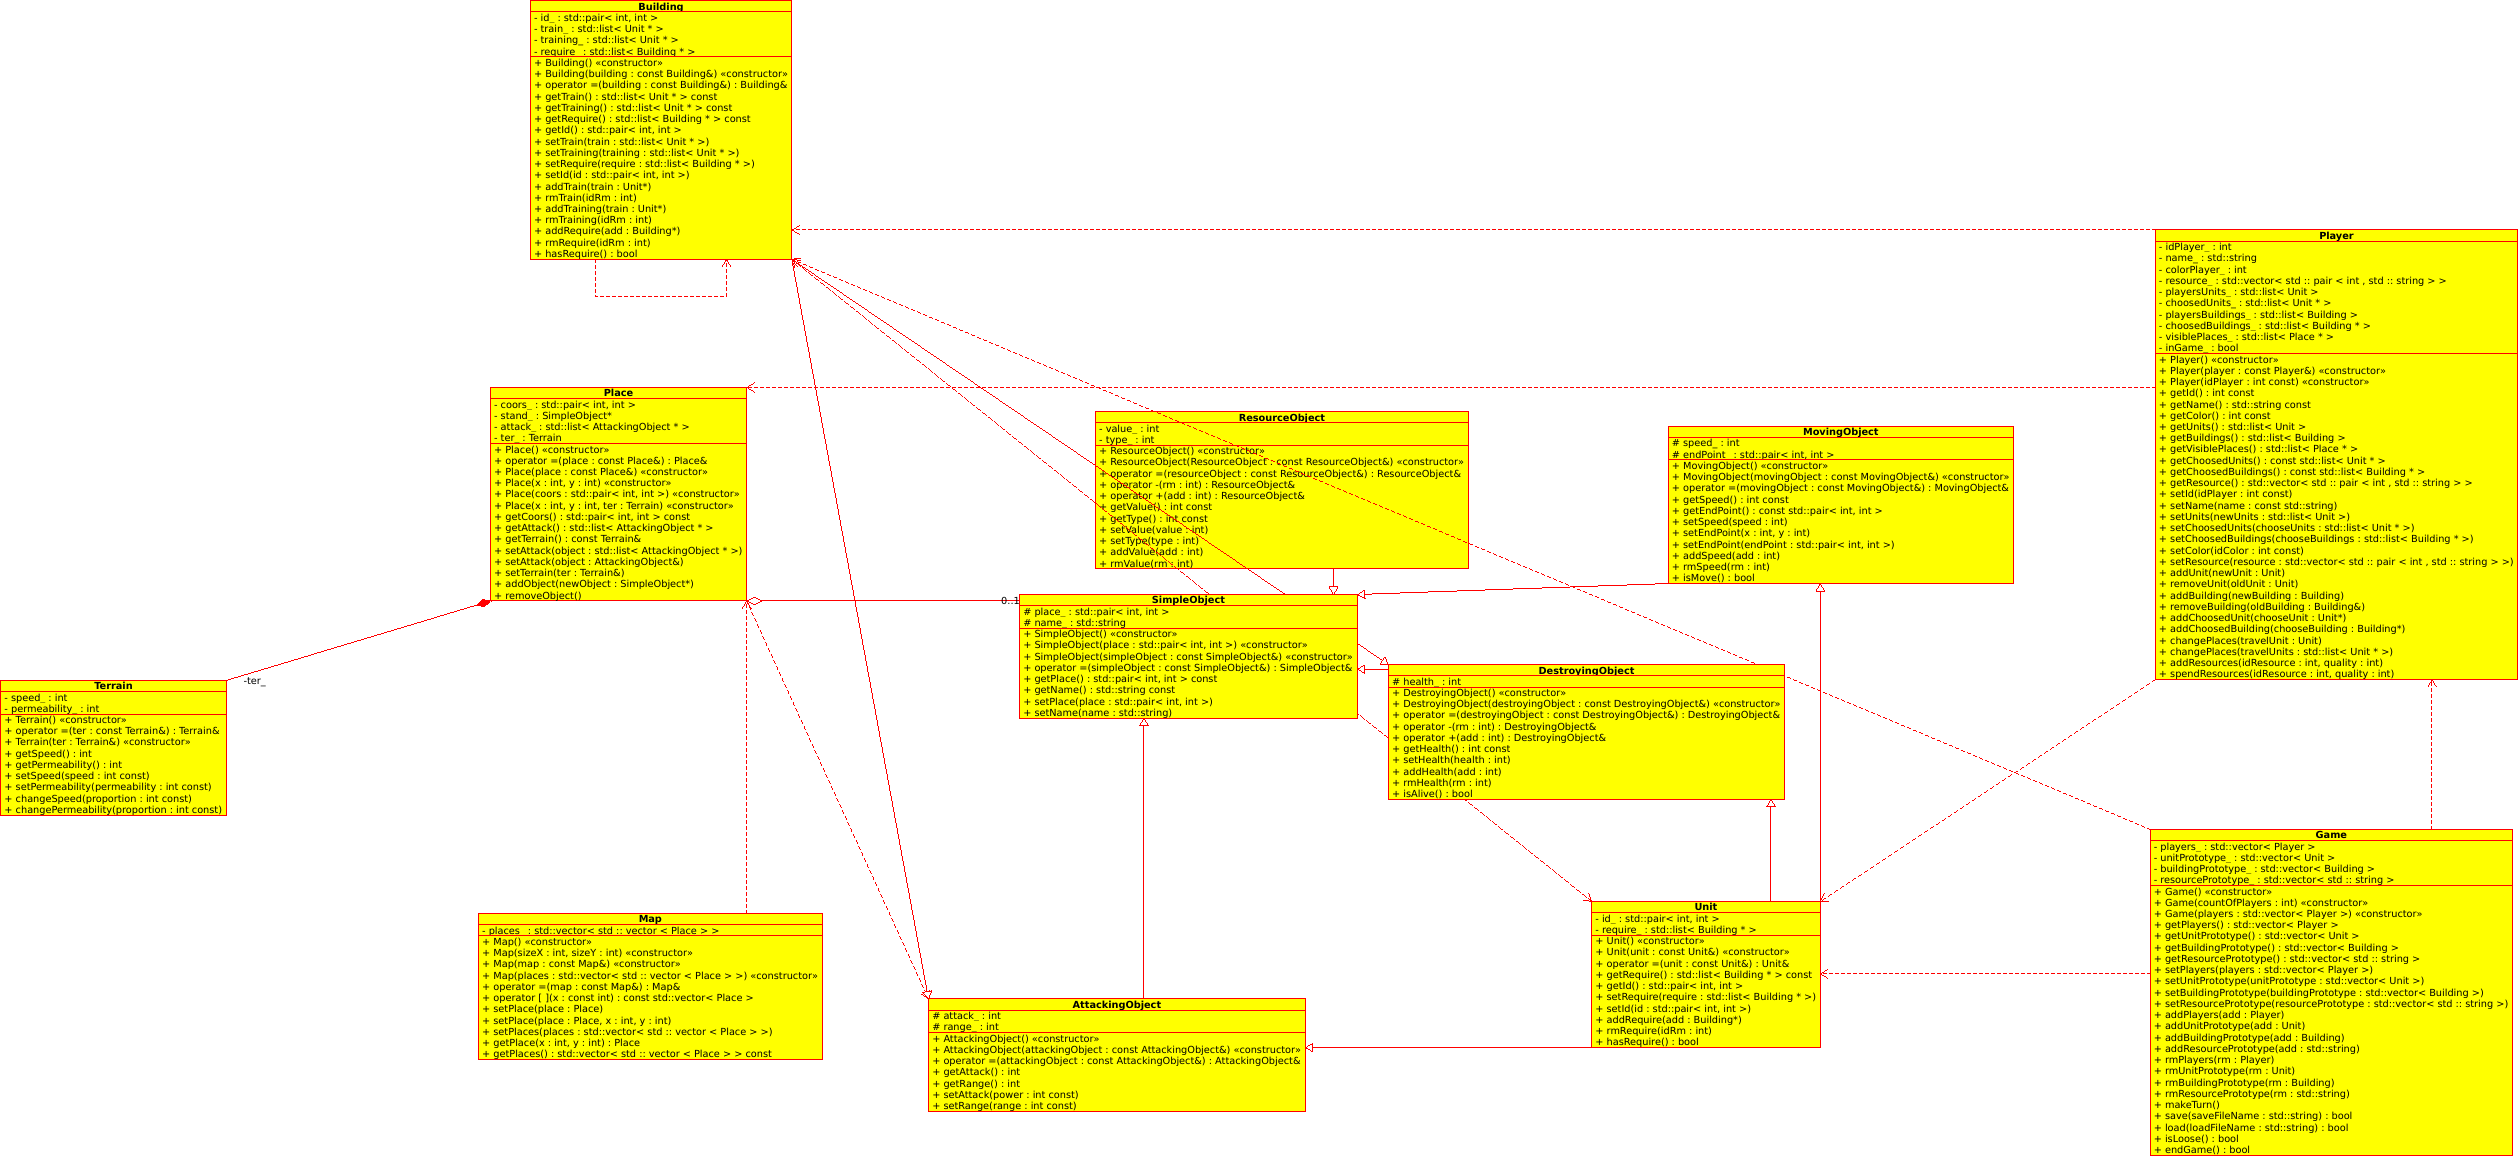 Building
- id_ : std::pair< int, int >
- train_ : std::list< Unit * >
- training_ : std::list< Unit * >
- require_ : std::list< Building * >
+ Building() «constructor»
+ Building(building : const Building&) «constructor»
+ operator =(building : const Building&) : Building&
+ getTrain() : std::list< Unit * > const
+ getTraining() : std::list< Unit * > const
+ getRequire() : std::list< Building * > const
+ getId() : std::pair< int, int >
+ setTrain(train : std::list< Unit * >)
+ setTraining(training : std::list< Unit * >)
+ setRequire(require : std::list< Building * >)
+ setId(id : std::pair< int, int >)
+ addTrain(train : Unit*)
+ rmTrain(idRm : int)
+ addTraining(train : Unit*)
+ rmTraining(idRm : int)
+ addRequire(add : Building*)
+ rmRequire(idRm : int)
+ hasRequire() : bool
Player
- idPlayer_ : int
- name_ : std::string
- colorPlayer_ : int
- resource_ : std::vector< std :: pair < int , std :: string > >
- playersUnits_ : std::list< Unit >
- choosedUnits_ : std::list< Unit * >
- playersBuildings_ : std::list< Building >
- choosedBuildings_ : std::list< Building * >
- visiblePlaces_ : std::list< Place * >
- inGame_ : bool
+ Player() «constructor»
+ Player(player : const Player&) «constructor»
+ Player(idPlayer : int const) «constructor»
+ getId() : int const
+ getName() : std::string const
+ getColor() : int const
+ getUnits() : std::list< Unit >
+ getBuildings() : std::list< Building >
+ getVisiblePlaces() : std::list< Place * >
+ getChoosedUnits() : const std::list< Unit * >
+ getChoosedBuildings() : const std::list< Building * >
+ getResource() : std::vector< std :: pair < int , std :: string > >
+ setId(idPlayer : int const)
+ setName(name : const std::string)
+ setUnits(newUnits : std::list< Unit >)
+ setChoosedUnits(chooseUnits : std::list< Unit * >)
+ setChoosedBuildings(chooseBuildings : std::list< Building * >)
+ setColor(idColor : int const)
+ setResource(resource : std::vector< std :: pair < int , std :: string > >)
+ addUnit(newUnit : Unit)
+ removeUnit(oldUnit : Unit)
+ addBuilding(newBuilding : Building)
+ removeBuilding(oldBuilding : Building&)
+ addChoosedUnit(chooseUnit : Unit*)
+ addChoosedBuilding(chooseBuilding : Building*)
+ changePlaces(travelUnit : Unit)
+ changePlaces(travelUnits : std::list< Unit * >)
+ addResources(idResource : int, quality : int)
+ spendResources(idResource : int, quality : int)
Place
- coors_ : std::pair< int, int >
- stand_ : SimpleObject*
- attack_ : std::list< AttackingObject * >
- ter_ : Terrain
+ Place() «constructor»
+ operator =(place : const Place&) : Place&
+ Place(place : const Place&) «constructor»
+ Place(x : int, y : int) «constructor»
+ Place(coors : std::pair< int, int >) «constructor»
+ Place(x : int, y : int, ter : Terrain) «constructor»
+ getCoors() : std::pair< int, int > const
+ getAttack() : std::list< AttackingObject * >
+ getTerrain() : const Terrain&
+ setAttack(object : std::list< AttackingObject * >)
+ setAttack(object : AttackingObject&)
+ setTerrain(ter : Terrain&)
+ addObject(newObject : SimpleObject*)
+ removeObject()
ResourceObject
- value_ : int
- type_ : int
+ ResourceObject() «constructor»
+ ResourceObject(ResourceObject : const ResourceObject&) «constructor»
+ operator =(resourceObject : const ResourceObject&) : ResourceObject&
+ operator -(rm : int) : ResourceObject&
+ operator +(add : int) : ResourceObject&
+ getValue() : int const
+ getType() : int const
+ setValue(value : int)
+ setType(type : int)
+ addValue(add : int)
+ rmValue(rm : int)
MovingObject
# speed_ : int
# endPoint_ : std::pair< int, int >
+ MovingObject() «constructor»
+ MovingObject(movingObject : const MovingObject&) «constructor»
+ operator =(movingObject : const MovingObject&) : MovingObject&
+ getSpeed() : int const
+ getEndPoint() : const std::pair< int, int >
+ setSpeed(speed : int)
+ setEndPoint(x : int, y : int)
+ setEndPoint(endPoint : std::pair< int, int >)
+ addSpeed(add : int)
+ rmSpeed(rm : int)
+ isMove() : bool
0..1
SimpleObject
# place_ : std::pair< int, int >
# name_ : std::string
+ SimpleObject() «constructor»
+ SimpleObject(place : std::pair< int, int >) «constructor»
+ SimpleObject(simpleObject : const SimpleObject&) «constructor»
+ operator =(simpleObject : const SimpleObject&) : SimpleObject&
+ getPlace() : std::pair< int, int > const
+ getName() : std::string const
+ setPlace(place : std::pair< int, int >)
+ setName(name : std::string)
DestroyingObject
# health_ : int
+ DestroyingObject() «constructor»
+ DestroyingObject(destroyingObject : const DestroyingObject&) «constructor»
+ operator =(destroyingObject : const DestroyingObject&) : DestroyingObject&
+ operator -(rm : int) : DestroyingObject&
+ operator +(add : int) : DestroyingObject&
+ getHealth() : int const
+ setHealth(health : int)
+ addHealth(add : int)
+ rmHealth(rm : int)
+ isAlive() : bool
-ter_
Terrain
- speed_ : int
- permeability_ : int
+ Terrain() «constructor»
+ operator =(ter : const Terrain&) : Terrain&
+ Terrain(ter : Terrain&) «constructor»
+ getSpeed() : int
+ getPermeability() : int
+ setSpeed(speed : int const)
+ setPermeability(permeability : int const)
+ changeSpeed(proportion : int const)
+ changePermeability(proportion : int const)
Game
- players_ : std::vector< Player >
- unitPrototype_ : std::vector< Unit >
- buildingPrototype_ : std::vector< Building >
- resourcePrototype_ : std::vector< std :: string >
+ Game() «constructor»
+ Game(countOfPlayers : int) «constructor»
+ Game(players : std::vector< Player >) «constructor»
+ getPlayers() : std::vector< Player >
+ getUnitPrototype() : std::vector< Unit >
+ getBuildingPrototype() : std::vector< Building >
+ getResourcePrototype() : std::vector< std :: string >
+ setPlayers(players : std::vector< Player >)
+ setUnitPrototype(unitPrototype : std::vector< Unit >)
+ setBuildingPrototype(buildingPrototype : std::vector< Building >)
+ setResourcePrototype(resourcePrototype : std::vector< std :: string >)
+ addPlayers(add : Player)
+ addUnitPrototype(add : Unit)
+ addBuildingPrototype(add : Building)
+ addResourcePrototype(add : std::string)
+ rmPlayers(rm : Player)
+ rmUnitPrototype(rm : Unit)
+ rmBuildingPrototype(rm : Building)
+ rmResourcePrototype(rm : std::string)
+ makeTurn()
+ save(saveFileName : std::string) : bool
+ load(loadFileName : std::string) : bool
+ isLoose() : bool
+ endGame() : bool
Map
- places_ : std::vector< std :: vector < Place > >
+ Map() «constructor»
+ Map(sizeX : int, sizeY : int) «constructor»
+ Map(map : const Map&) «constructor»
+ Map(places : std::vector< std :: vector < Place > >) «constructor»
+ operator =(map : const Map&) : Map&
+ operator [ ](x : const int) : const std::vector< Place >
+ setPlace(place : Place)
+ setPlace(place : Place, x : int, y : int)
+ setPlaces(places : std::vector< std :: vector < Place > >)
+ getPlace(x : int, y : int) : Place
+ getPlaces() : std::vector< std :: vector < Place > > const
Unit
- id_ : std::pair< int, int >
- require_ : std::list< Building * >
+ Unit() «constructor»
+ Unit(unit : const Unit&) «constructor»
+ operator =(unit : const Unit&) : Unit&
+ getRequire() : std::list< Building * > const
+ getId() : std::pair< int, int >
+ setRequire(require : std::list< Building * >)
+ setId(id : std::pair< int, int >)
+ addRequire(add : Building*)
+ rmRequire(idRm : int)
+ hasRequire() : bool
AttackingObject
# attack_ : int
# range_ : int
+ AttackingObject() «constructor»
+ AttackingObject(attackingObject : const AttackingObject&) «constructor»
+ operator =(attackingObject : const AttackingObject&) : AttackingObject&
+ getAttack() : int
+ getRange() : int
+ setAttack(power : int const)
+ setRange(range : int const)